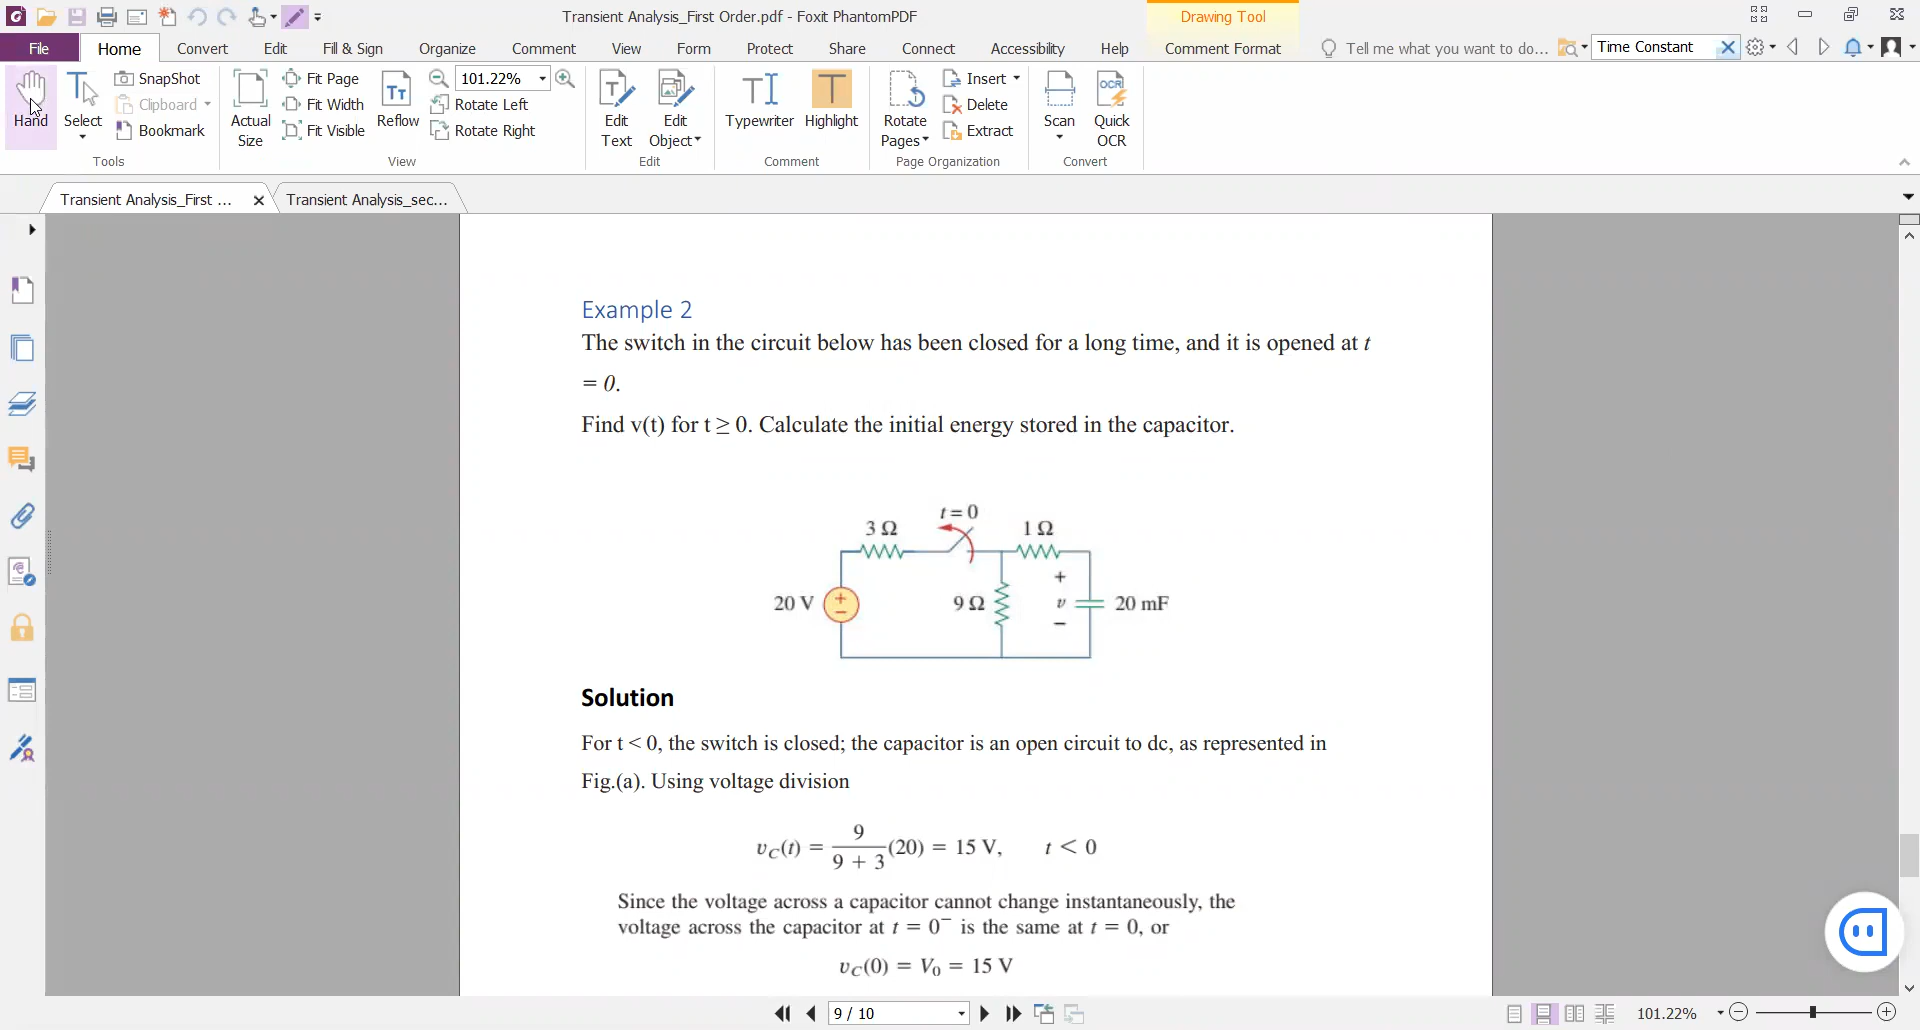 Transient Analysis_First Order.pdf - Foxit PhantomPDF
Drawing Tool
File Home Convert Edit Fill & Sign Organize Comment View Form Protect Share Connect Accessibility Help Comment Format Tell me what you want to do... Time Constant
Hand
Select
SnapShot
Clipboard
Bookmark
Tools
Actual Size
Fit Page
Fit Width
Fit Visible
Reflow
101.22%
Rotate Left
Rotate Right
View
Edit Text
Edit Object
Edit
Typewriter
Highlight
Comment
Rotate Pages
Insert
Delete
Extract
Page Organization
Scan
Quick OCR
Convert
Transient Analysis_First ... Transient Analysis_sec...
Example 2
The switch in the circuit below has been closed for a long time, and it is opened at t
= 0.
Find v(t) for t ≥ 0. Calculate the initial energy stored in the capacitor.
t = 0
3 Ω 1 Ω
20 V + − 9 Ω + v − 20 mF
Solution
For t < 0, the switch is closed; the capacitor is an open circuit to dc, as represented in
Fig.(a). Using voltage division
v_C(t) = 9/(9 + 3) (20) = 15 V, t < 0
Since the voltage across a capacitor cannot change instantaneously, the
voltage across the capacitor at t = 0⁻ is the same at t = 0, or
v_C(0) = V₀ = 15 V
9 / 10 101.22%